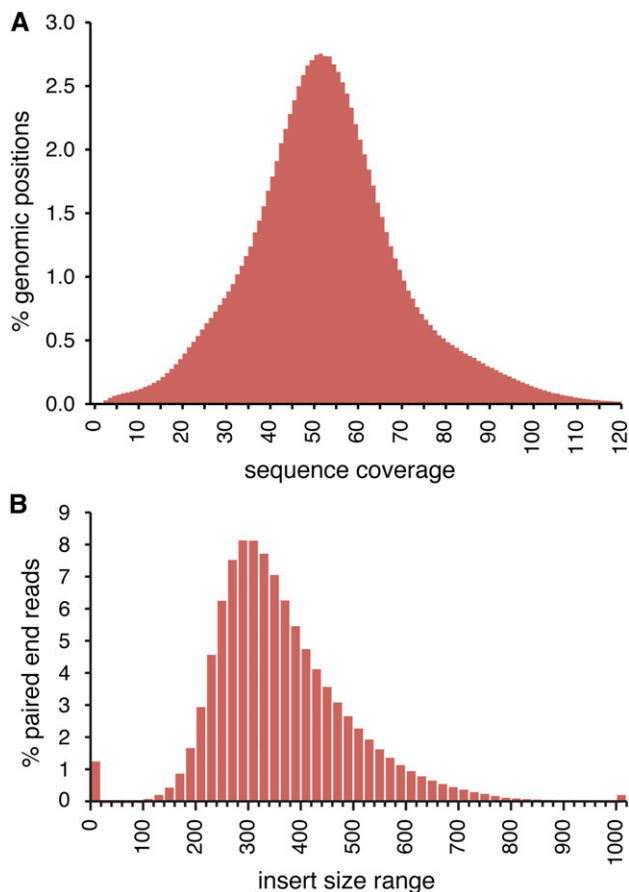 A
% genomic positions
3.0
2.5
2.0
1.5
1.0
0.5
0.0
0 10 20 30 40 50 60 70 80 90 100 110 120
sequence coverage
B
% paired end reads
9
8
7
6
5
4
3
2
1
0
0 100 200 300 400 500 600 700 800 900 1000
insert size range